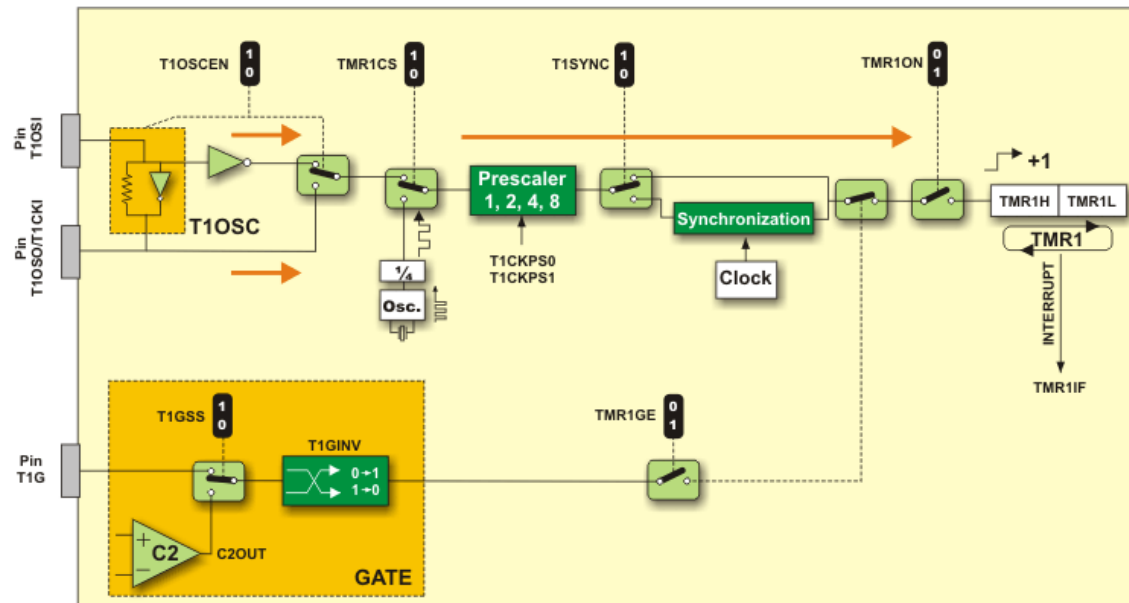 T1OSCEN
1
0
TMR1CS
1
0
T1SYNC
1
0
TMR1ON
0
1
Pin
T1OSI
T1OSC
Pin
T1OSO/T1CKI
Prescaler
1, 2, 4, 8
T1CKPS0
T1CKPS1
¼
Osc.
Synchronization
Clock
+1
TMR1H
TMR1L
TMR1
INTERRUPT
TMR1IF
Pin
T1G
T1GSS
1
0
T1GINV
0→1
1→0
TMR1GE
0
1
+
C2
−
C2OUT
GATE